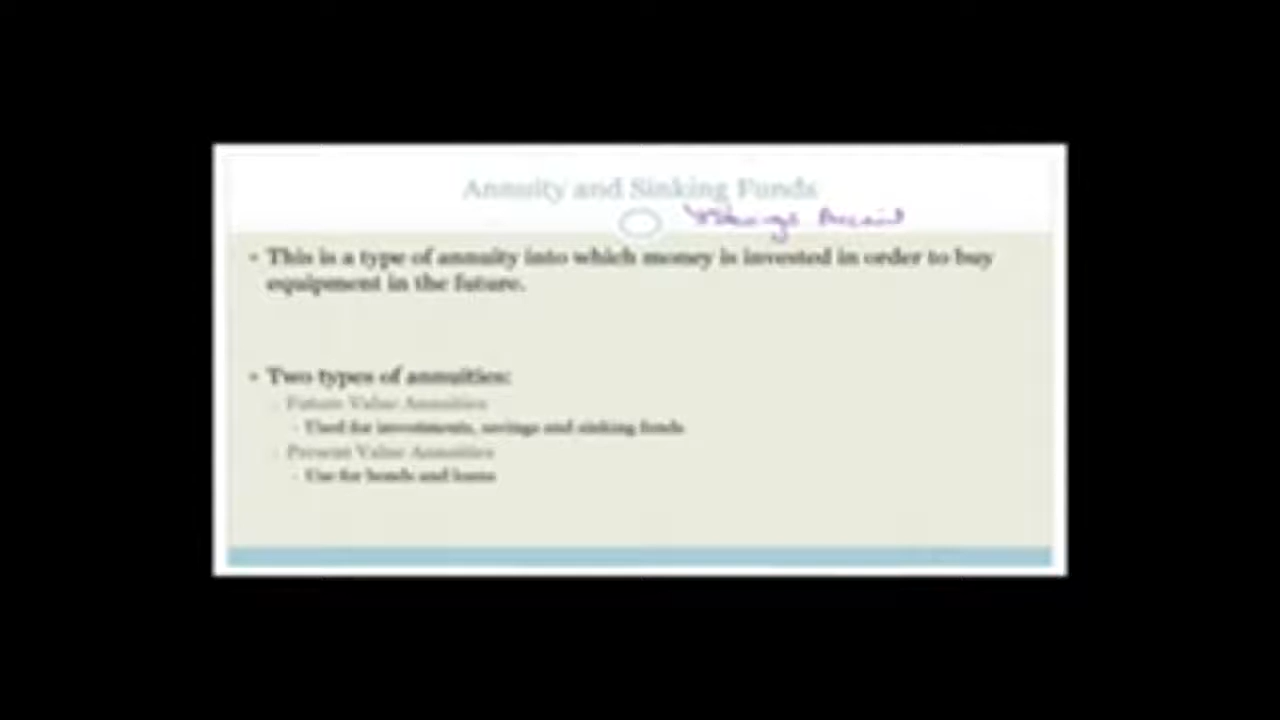 Annuity and Sinking Funds
• This is a type of annuity into which money is invested in order to buy
equipment in the future.
• Two types of annuities:
– Future Value Annuities
– Used for investments, savings and sinking funds
– Present Value Annuities
– Use for bonds and loans